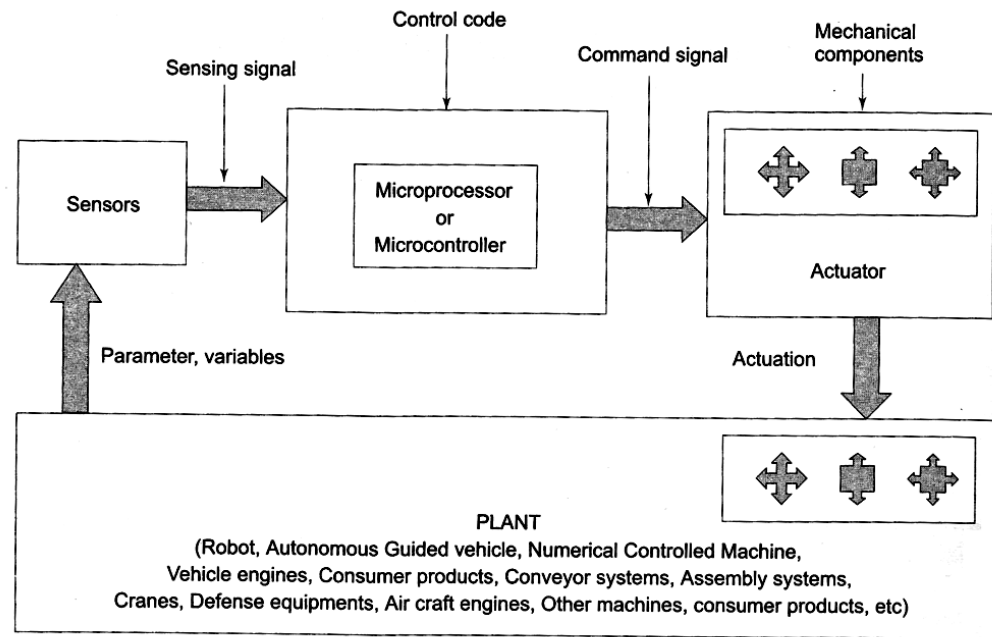 Control code
Mechanical
components
Sensing signal
Command signal
Sensors
Microprocessor
or
Microcontroller
Actuator
Parameter, variables
Actuation
PLANT
(Robot, Autonomous Guided vehicle, Numerical Controlled Machine,
Vehicle engines, Consumer products, Conveyor systems, Assembly systems,
Cranes, Defense equipments, Air craft engines, Other machines, consumer products, etc)